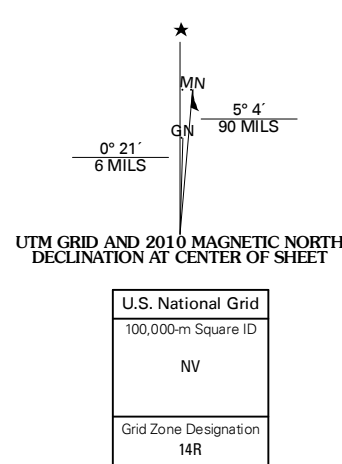 ★
MN
5° 4´
90 MILS
GN
0° 21´
6 MILS
UTM GRID AND 2010 MAGNETIC NORTH
DECLINATION AT CENTER OF SHEET
U.S. National Grid
100,000-m Square ID
NV
Grid Zone Designation
14R